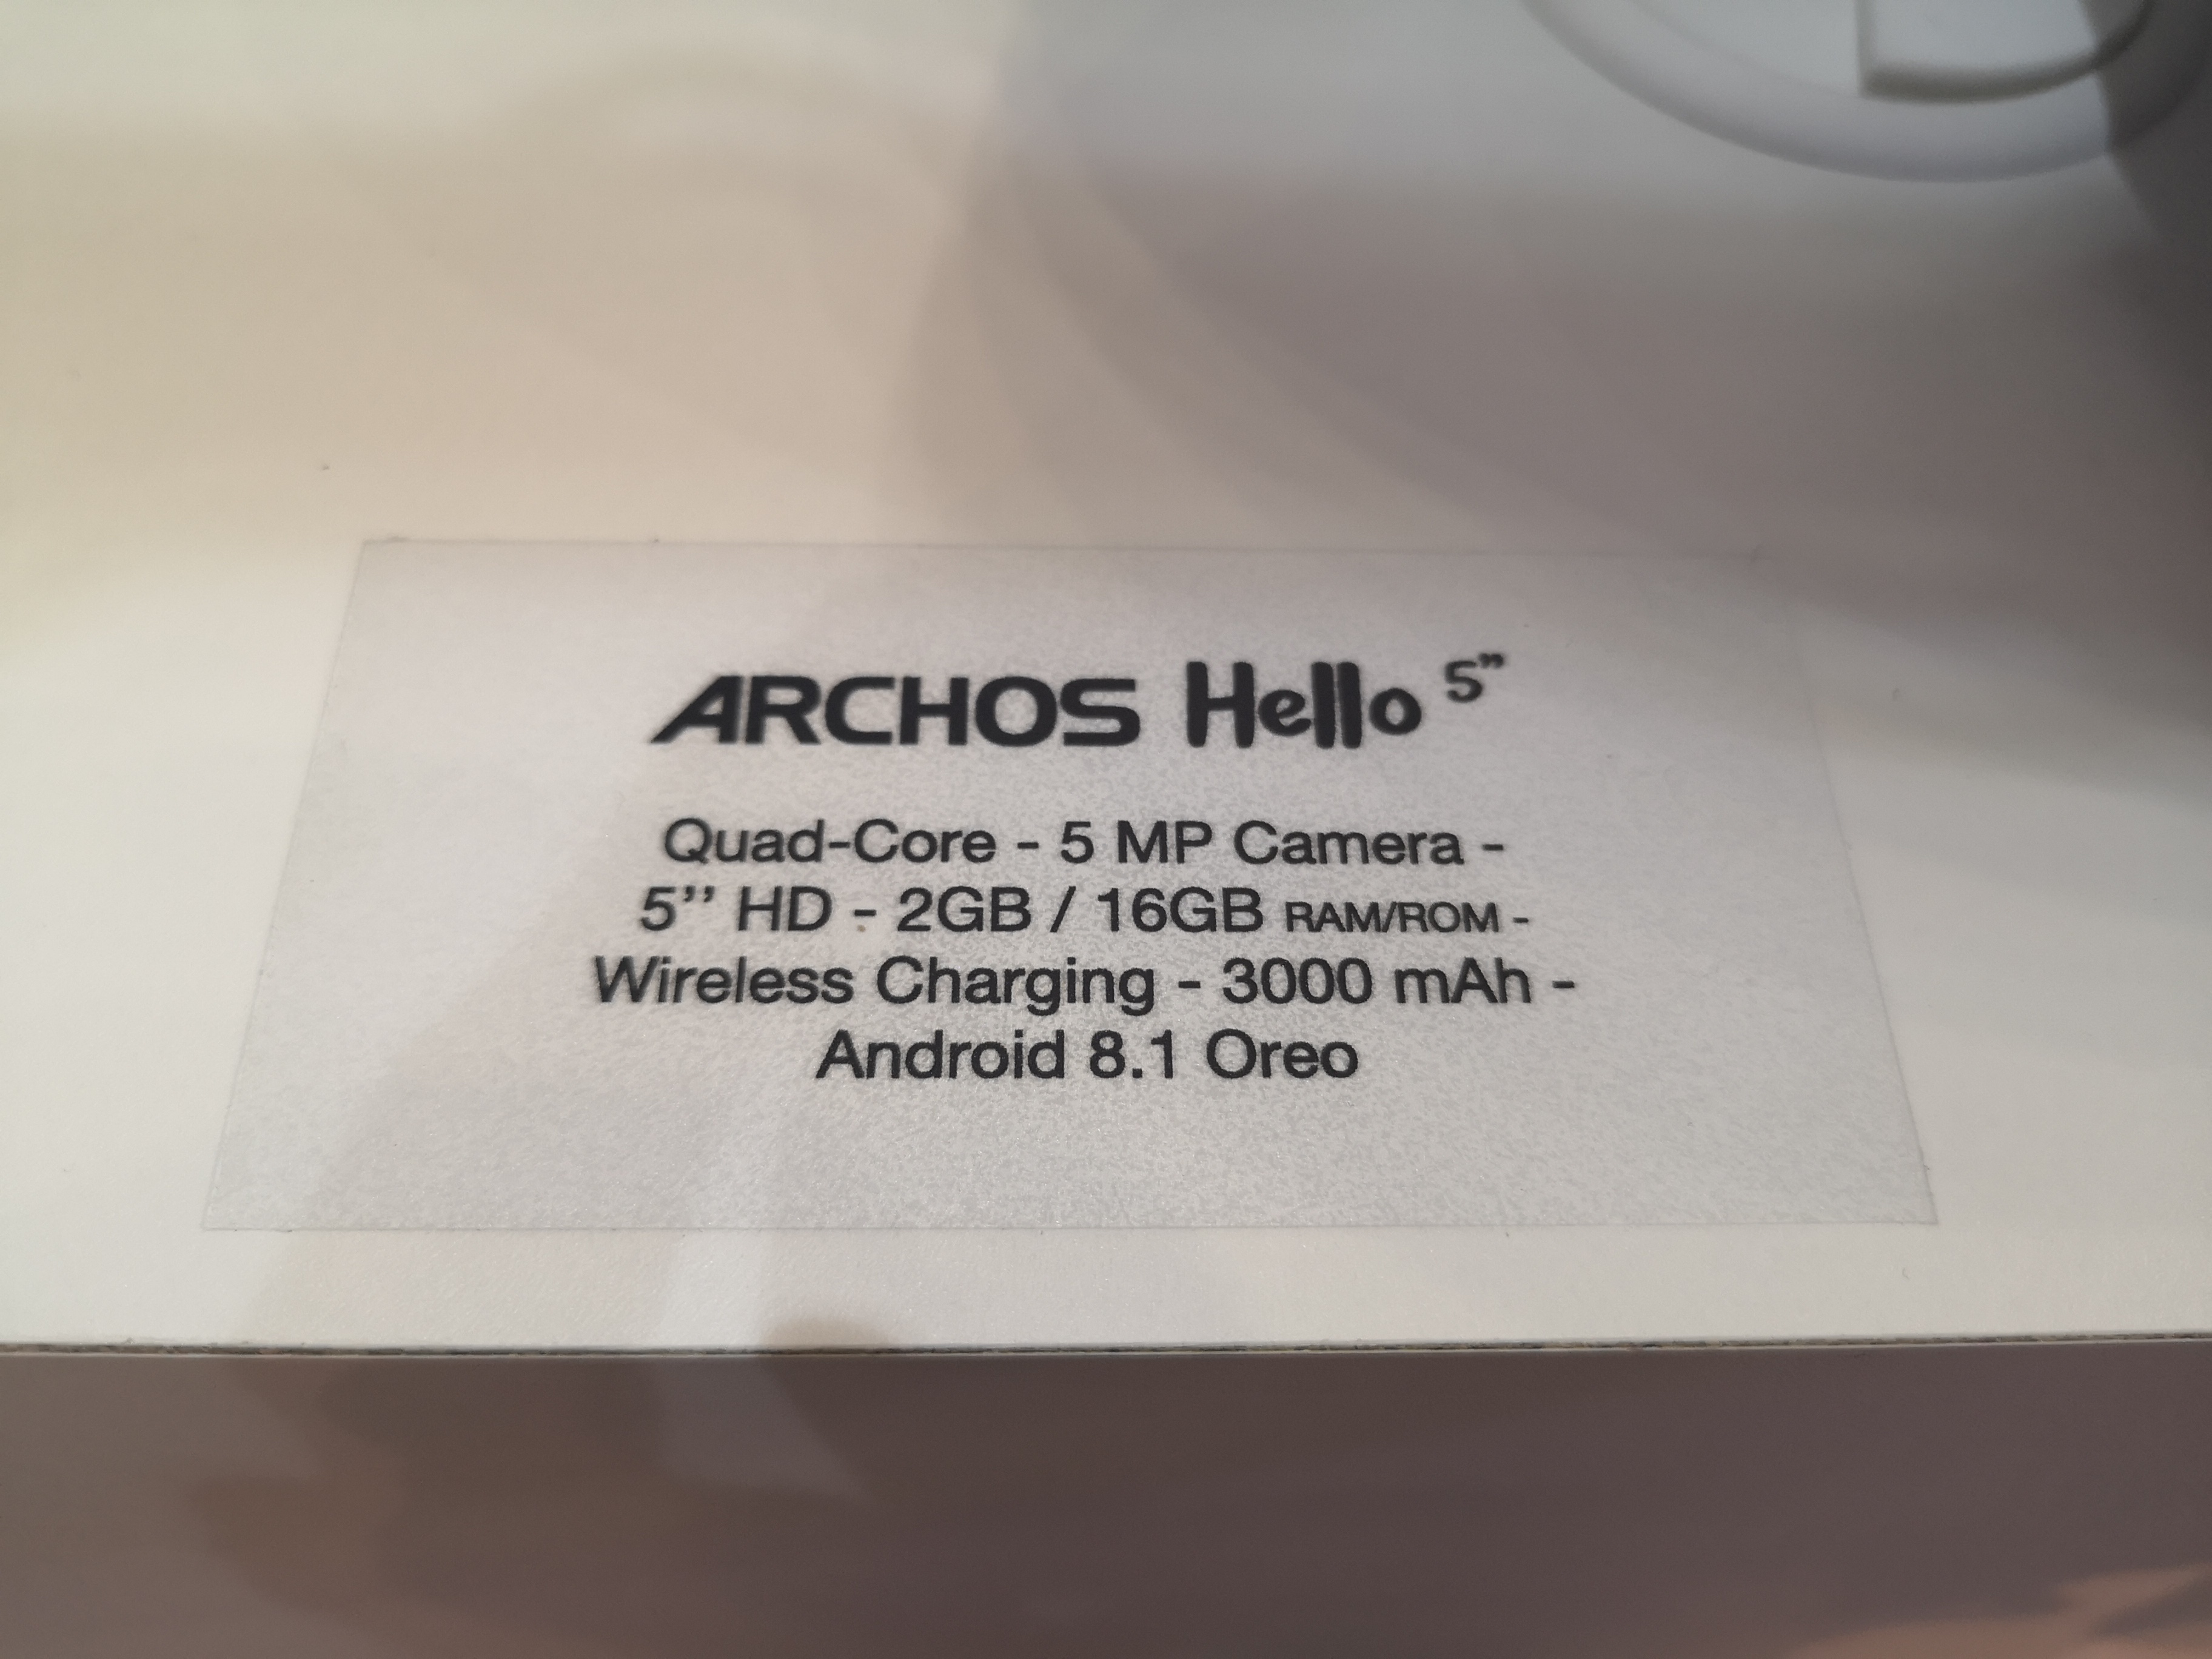 ARCHOS Hello 5”
Quad-Core - 5 MP Camera -
5’’ HD - 2GB / 16GB RAM/ROM -
Wireless Charging - 3000 mAh -
Android 8.1 Oreo